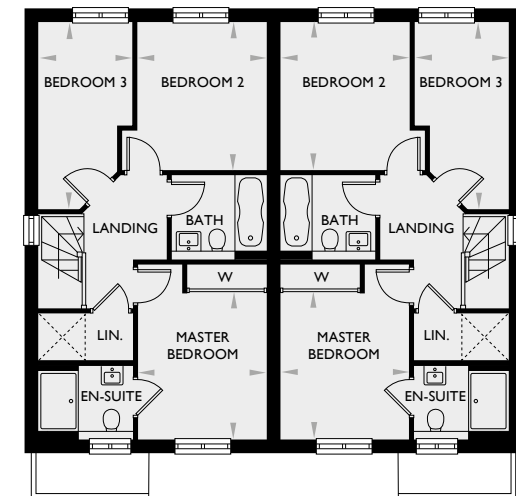 BEDROOM 3
BEDROOM 2
BEDROOM 2
BEDROOM 3
LANDING
BATH
BATH
LANDING
W
W
LIN.
MASTER
BEDROOM
MASTER
BEDROOM
LIN.
EN-SUITE
EN-SUITE